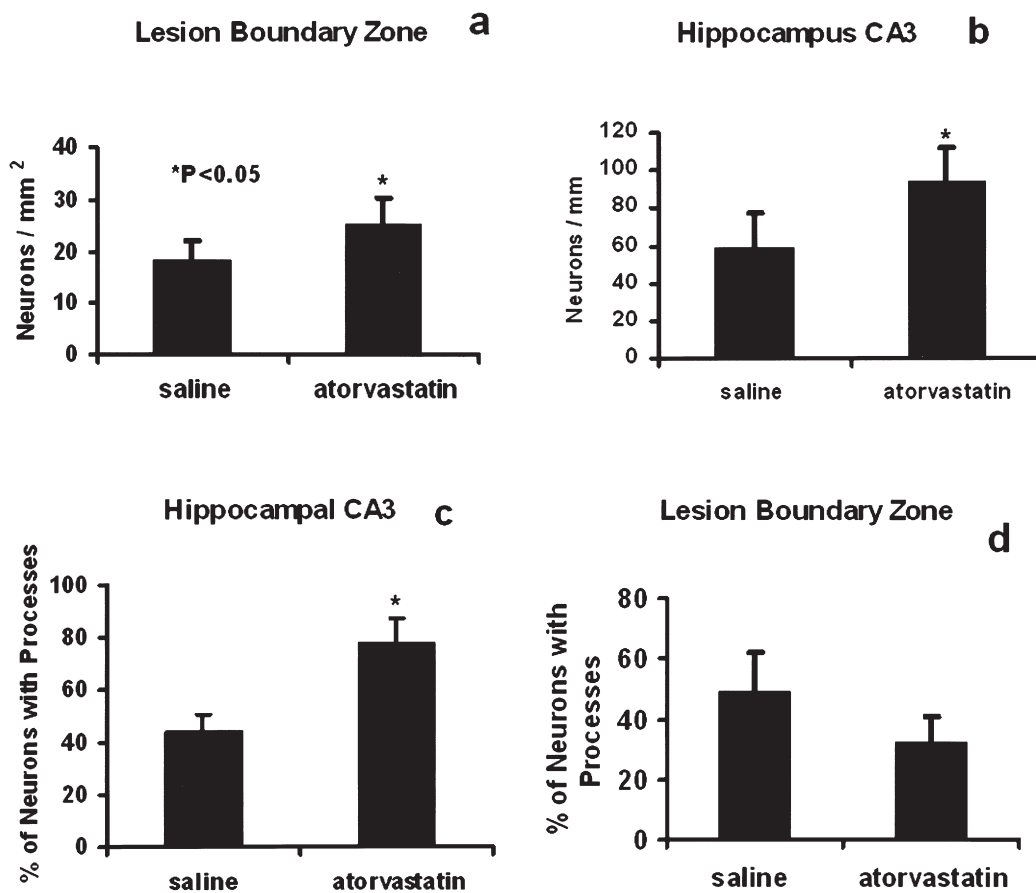 Lesion Boundary Zone a
Neurons / mm²
40
30
20
10
0
*P<0.05
*
saline atorvastatin
Hippocampus CA3 b
Neurons / mm
120
100
80
60
40
20
0
*
saline atorvastatin
Hippocampal CA3 c
% of Neurons with Processes
100
80
60
40
20
0
*
saline atorvastatin
Lesion Boundary Zone
d
% of Neurons with
Processes
80
60
40
20
0
saline atorvastatin